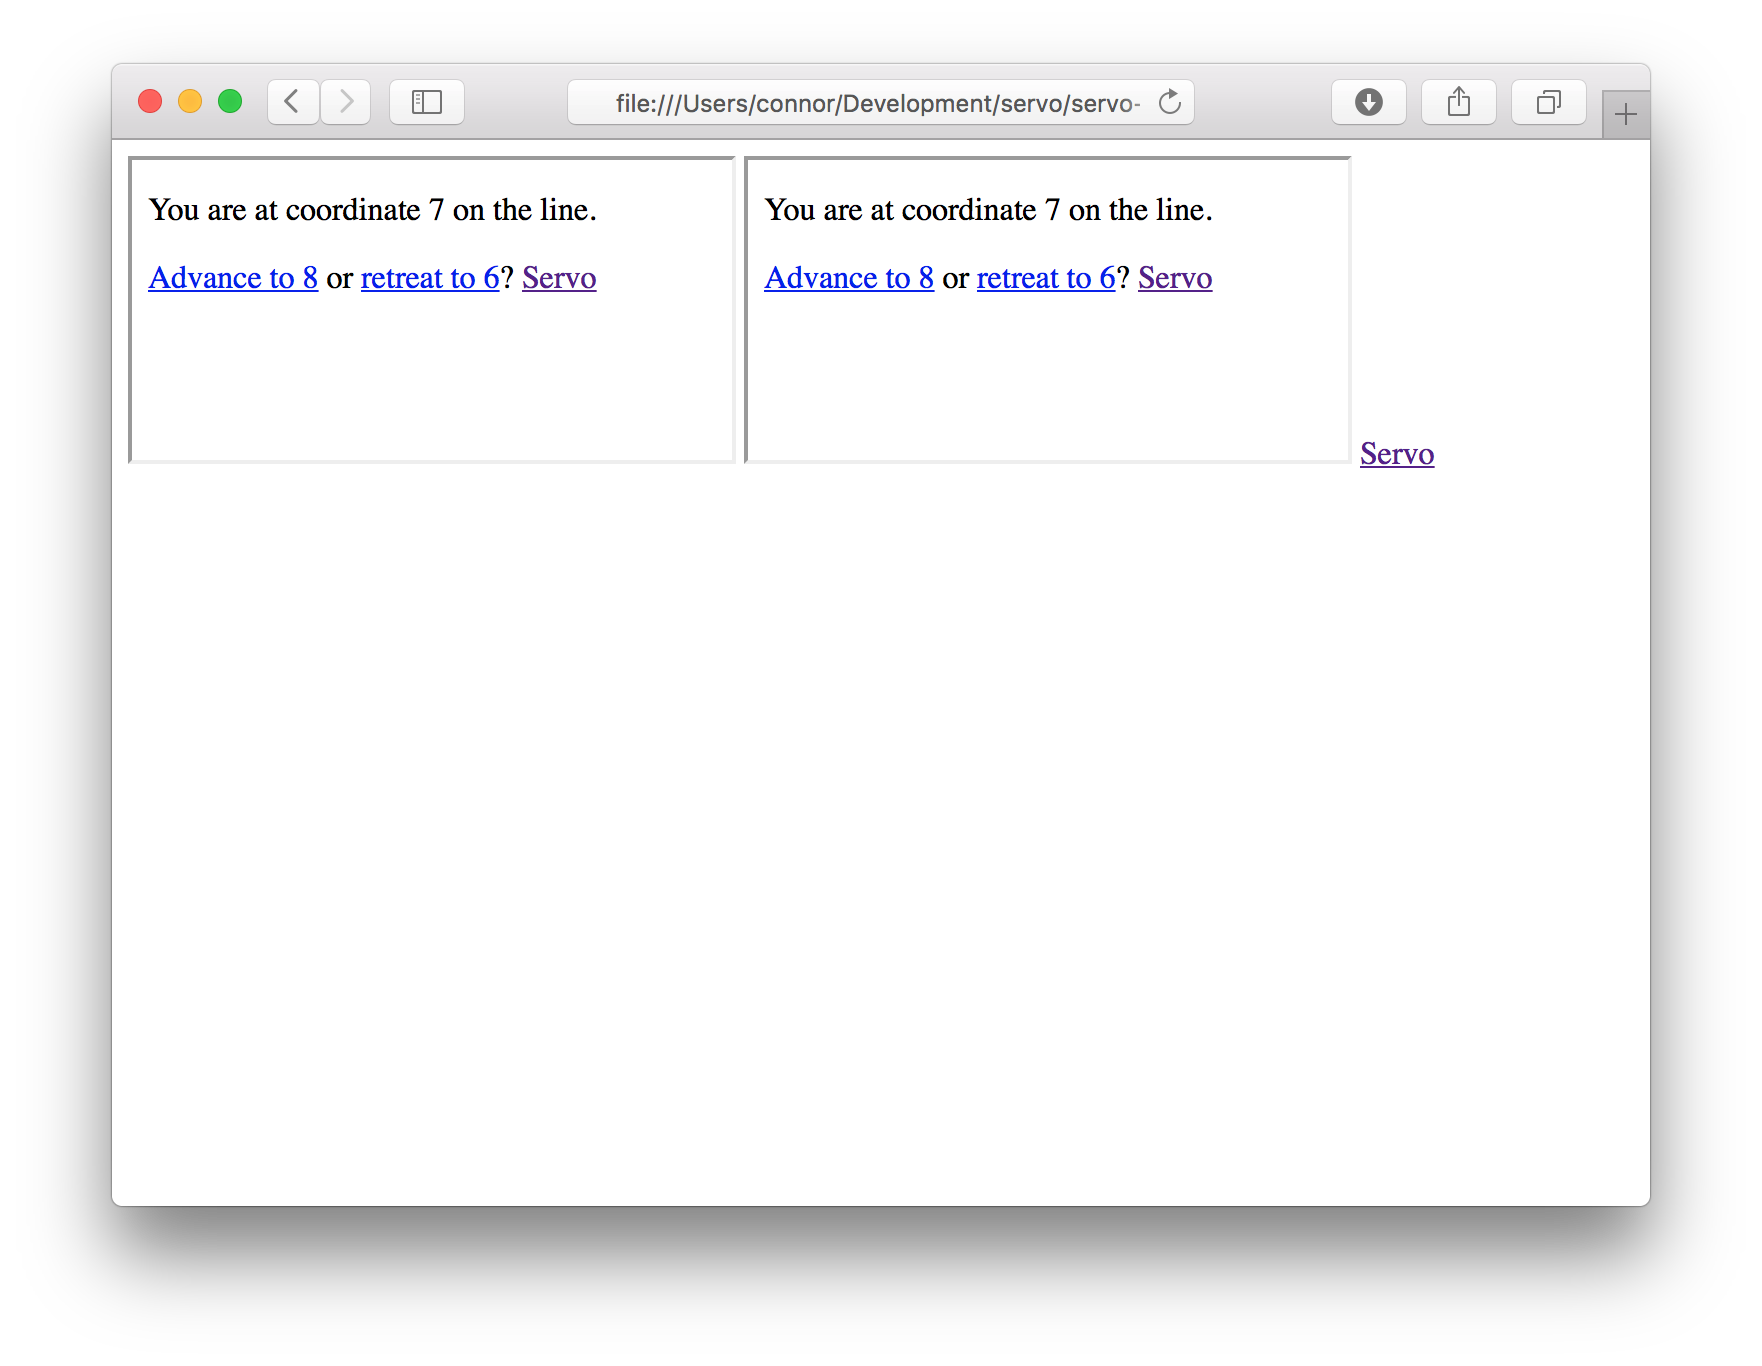 file:///Users/connor/Development/servo/servo-
You are at coordinate 7 on the line.
Advance to 8 or retreat to 6? Servo
You are at coordinate 7 on the line.
Advance to 8 or retreat to 6? Servo
Servo